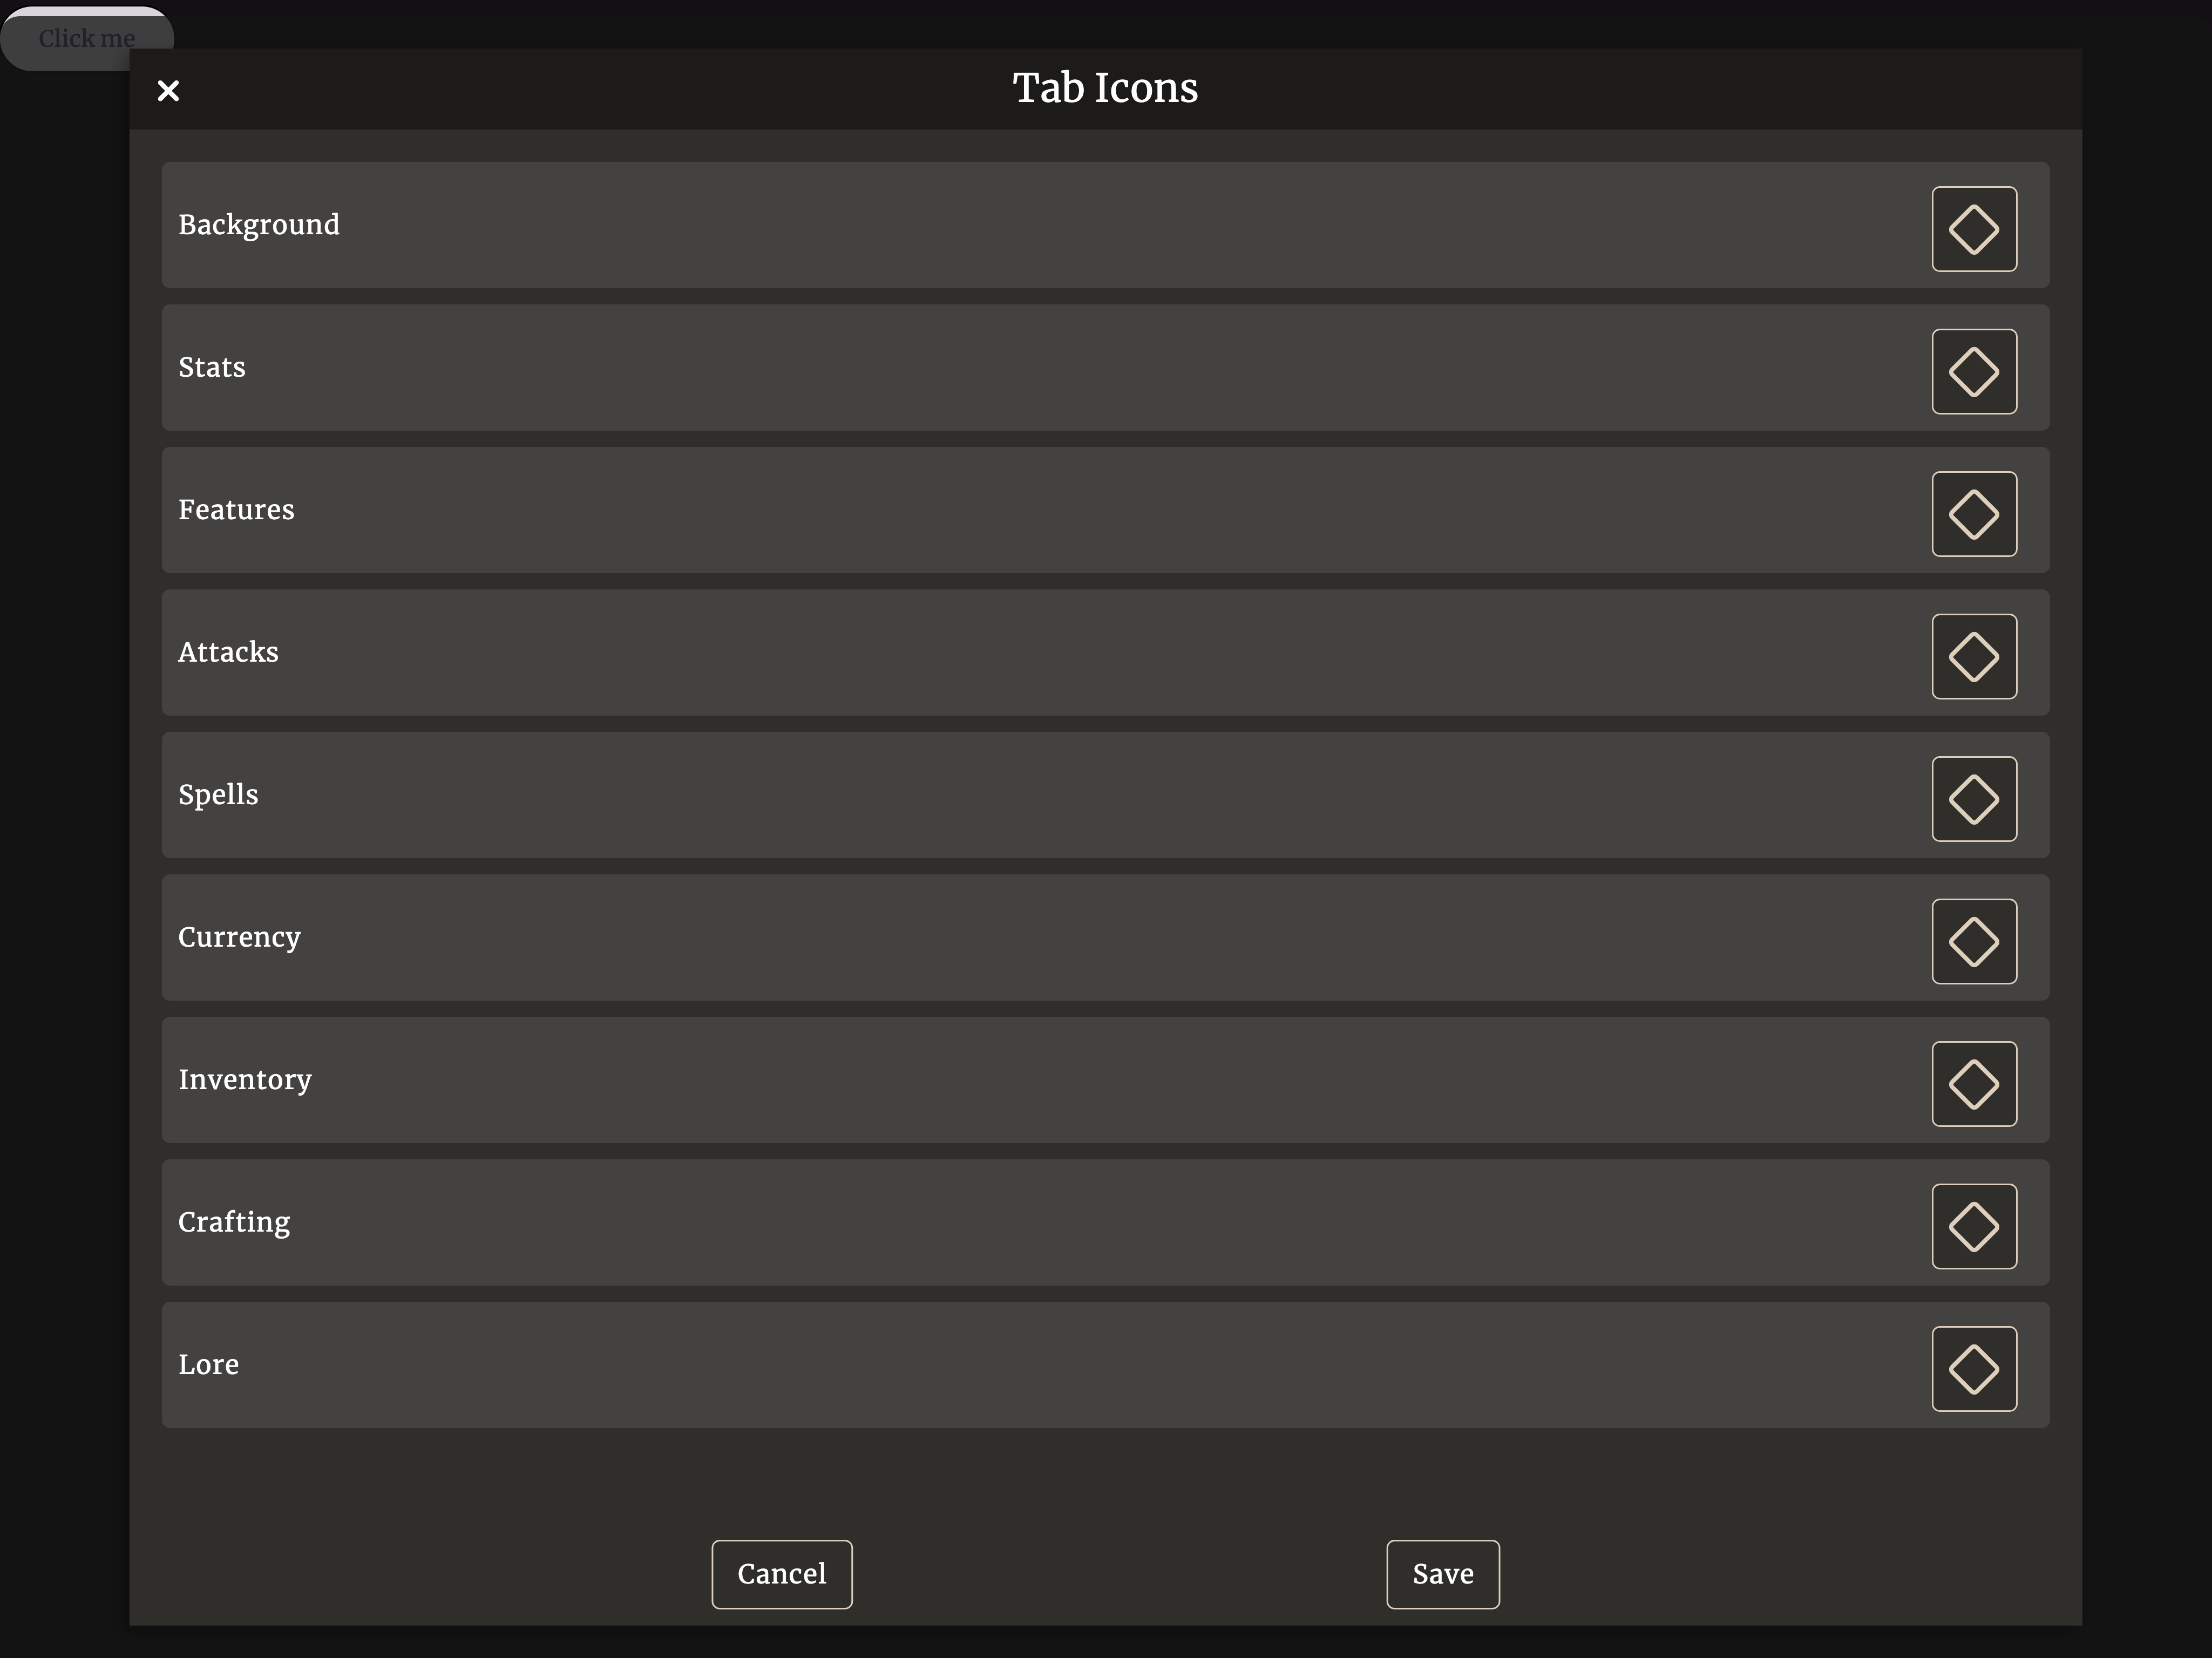 Click me
Tab Icons
Background
Stats
Features
Attacks
Spells
Currency
Inventory
Crafting
Lore
Cancel
Save